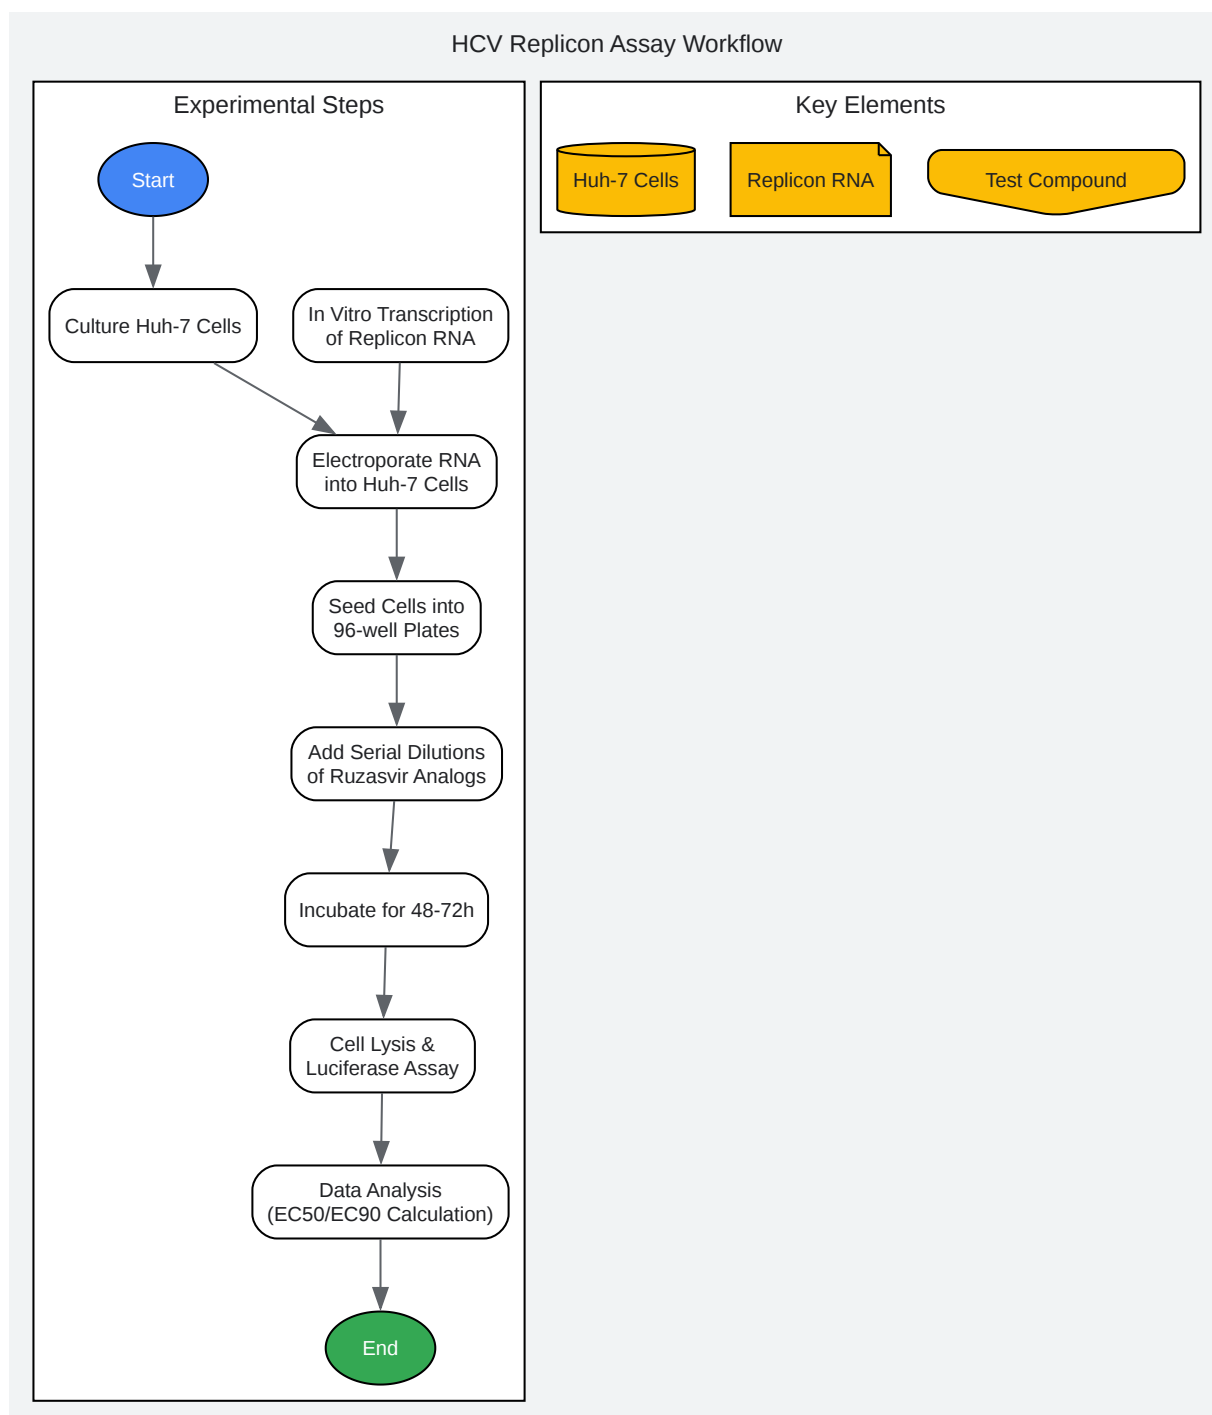 HCV Replicon Assay Workflow
Experimental Steps
Start
Culture Huh-7 Cells
In Vitro Transcription
of Replicon RNA
Electroporate RNA
into Huh-7 Cells
Seed Cells into
96-well Plates
Add Serial Dilutions
of Ruzasvir Analogs
Incubate for 48-72h
Cell Lysis &
Luciferase Assay
Data Analysis
(EC50/EC90 Calculation)
End
Key Elements
Huh-7 Cells
Replicon RNA
Test Compound